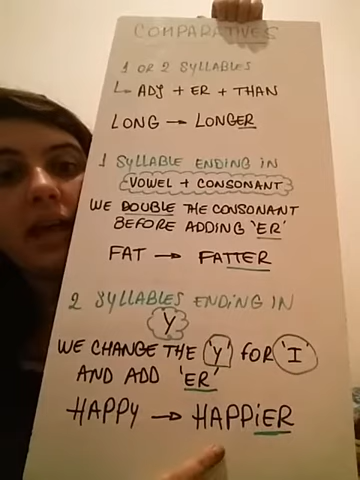 COMPARATIVES
1 OR 2 SYLLABLES
↳ ADJ + ER + THAN
LONG → LONGER
1 SYLLABLE ENDING IN
VOWEL + CONSONANT
WE DOUBLE THE CONSONANT
BEFORE ADDING 'ER'
FAT → FATTER
2 SYLLABLES ENDING IN
Y
WE CHANGE THE 'Y' FOR 'I'
AND ADD 'ER'
HAPPY → HAPPiER